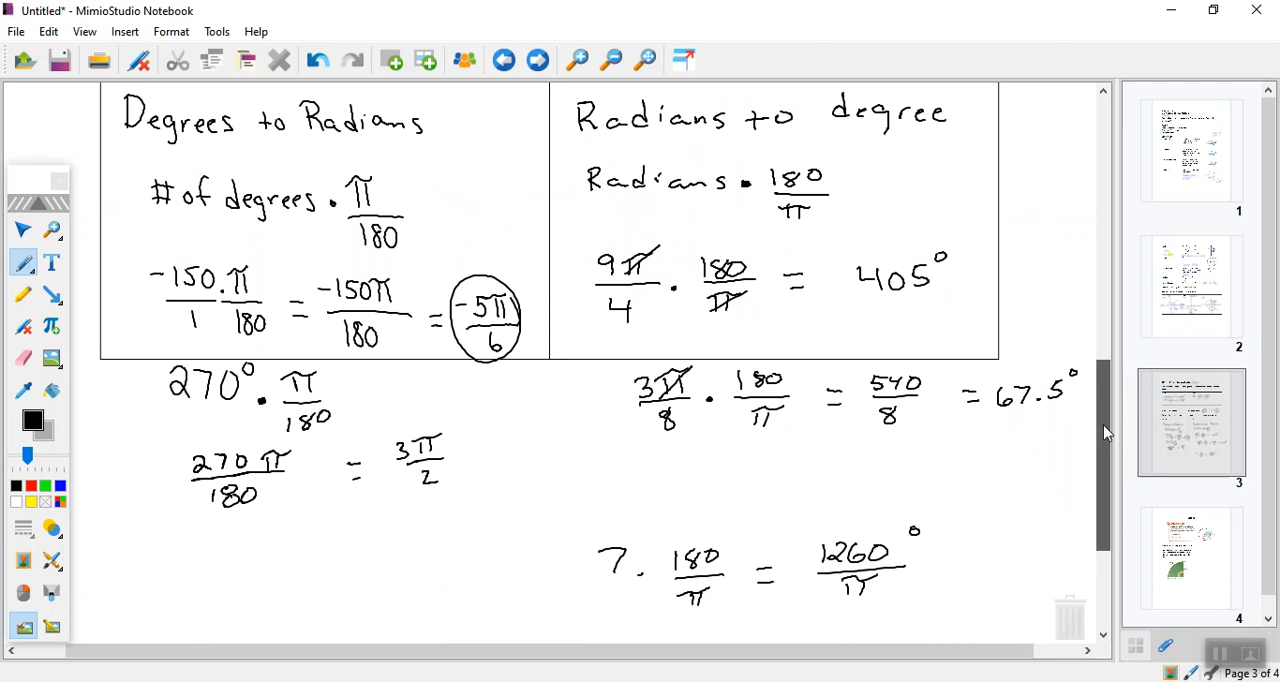 Untitled* - MimioStudio Notebook
File Edit View Insert Format Tools Help
Degrees to Radians
# of degrees · π/180
-150/1 · π/180 = -150π/180 = -5π/6
270° · π/180
270π/180 = 3π/2
Radians to degree
Radians · 180/π
9π/4 · 180/π = 405°
3π/8 · 180/π = 540/8 = 67.5°
7 · 180/π = 1260°/π
1
2
3
4
Page 3 of 4